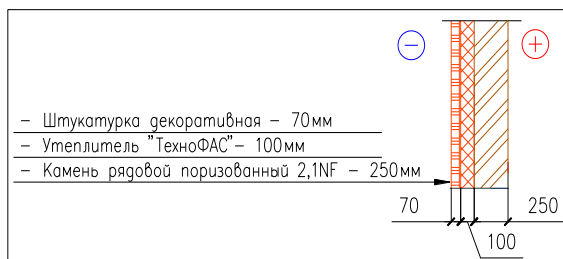 – Штукатурка декоративная – 70мм
– Утеплитель "ТехноФАС"– 100мм
– Камень рядовой поризованный 2,1NF – 250мм
70
250
100